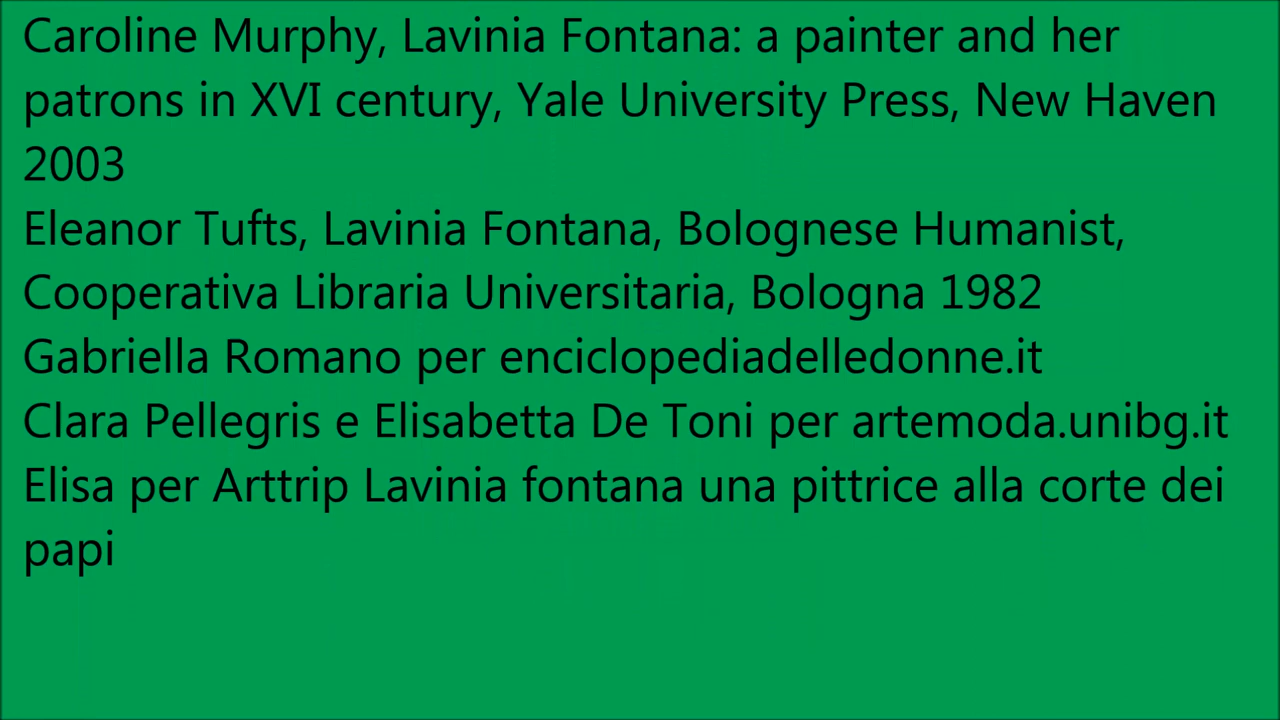 Caroline Murphy, Lavinia Fontana: a painter and her
patrons in XVI century, Yale University Press, New Haven
2003
Eleanor Tufts, Lavinia Fontana, Bolognese Humanist,
Cooperativa Libraria Universitaria, Bologna 1982
Gabriella Romano per enciclopediadelledonne.it
Clara Pellegris e Elisabetta De Toni per artemoda.unibg.it
Elisa per Arttrip Lavinia fontana una pittrice alla corte dei
papi